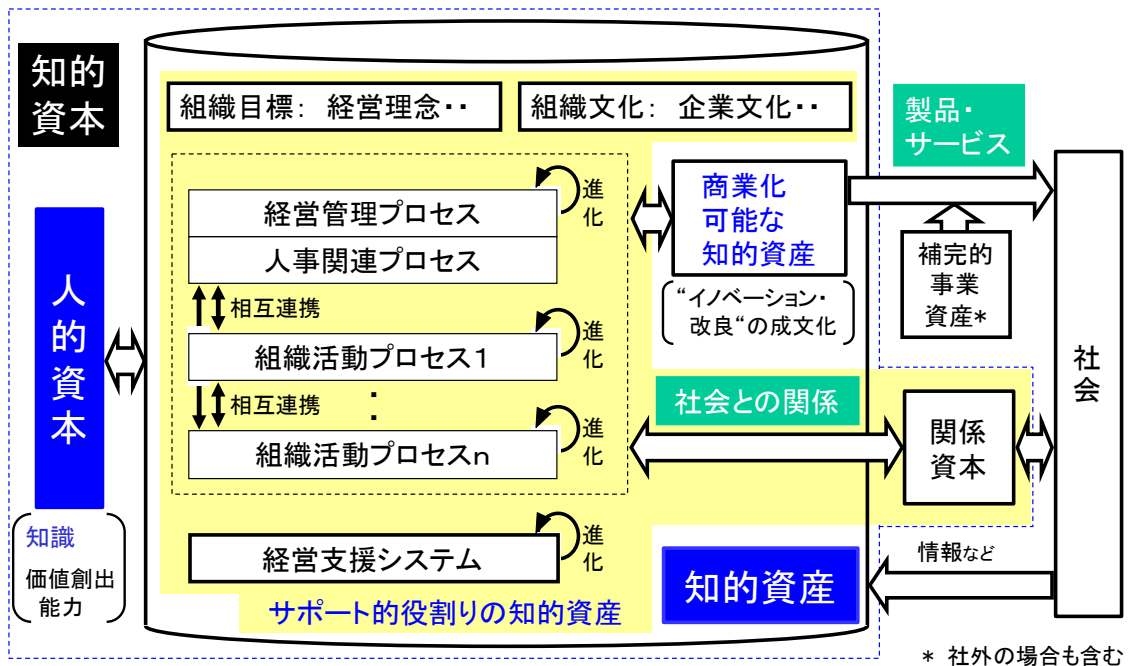 知的
資本
組織目標： 経営理念･･
組織文化： 企業文化･･
製品・
サービス
経営管理プロセス
進
化
人事関連プロセス
商業化
可能な
知的資産
“イノベーション・
改良“の成文化
補完的
事業
資産*
相互連携
組織活動プロセス1
進
化
人
的
資
本
社
会
相互連携
:
組織活動プロセスn
進
化
社会との関係
関係
資本
知識
価値創出
能力
経営支援システム
進
化
サポート的役割りの知的資産
知的資産
情報など
* 社外の場合も含む